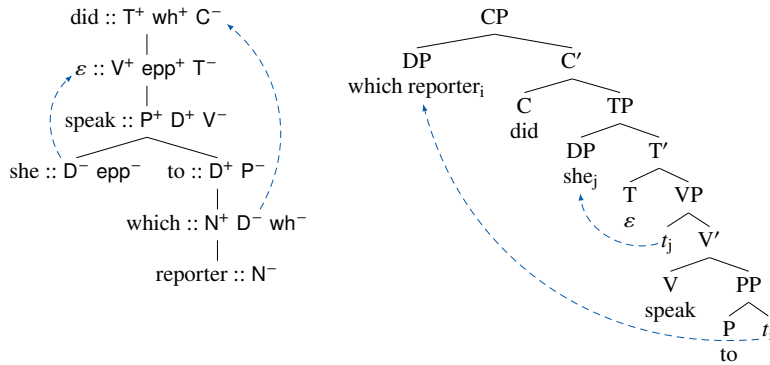 did :: T⁺ wh⁺ C⁻
ε :: V⁺ epp⁺ T⁻
speak :: P⁺ D⁺ V⁻
she :: D⁻ epp⁻
to :: D⁺ P⁻
which :: N⁺ D⁻ wh⁻
reporter :: N⁻
CP
DP
C′
which reporterᵢ
C
TP
did
DP
T′
sheⱼ
T
VP
ε
tⱼ
V′
V
PP
speak
P
t
to